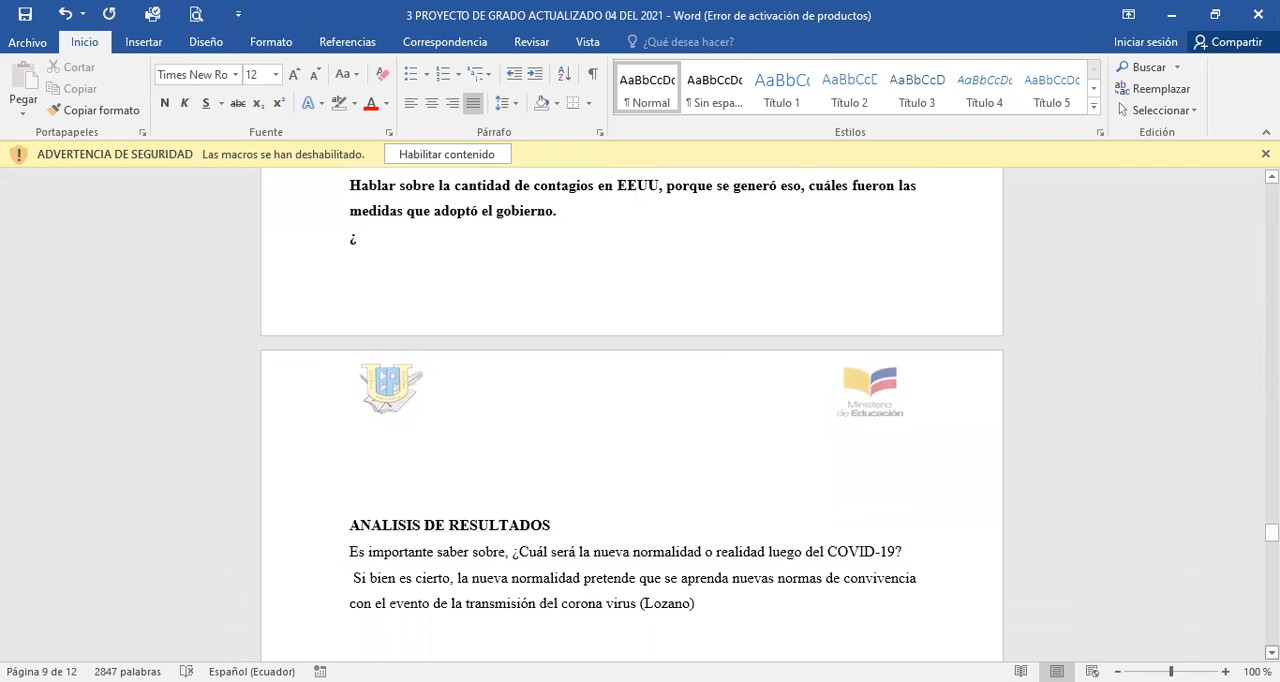 3 PROYECTO DE GRADO ACTUALIZADO 04 DEL 2021 - Word (Error de activación de productos)
Archivo Inicio Insertar Diseño Formato Referencias Correspondencia Revisar Vista ¿Qué desea hacer? Iniciar sesión Compartir
Pegar
Cortar
Copiar
Copiar formato
Portapapeles
Times New Ro 12
Aa
N K S abc x₂ x² A A
Fuente
Párrafo
AaBbCcDc AaBbCcDc AaBbC AaBbCcC AaBbCcD AaBbCcDc AaBbCcDc
¶ Normal ¶ Sin espa... Título 1 Título 2 Título 3 Título 4 Título 5
Estilos
Buscar
Reemplazar
Seleccionar
Edición
ADVERTENCIA DE SEGURIDAD Las macros se han deshabilitado. Habilitar contenido
Hablar sobre la cantidad de contagios en EEUU, porque se generó eso, cuáles fueron las
medidas que adoptó el gobierno.
¿
Ministerio
de Educación
ANALISIS DE RESULTADOS
Es importante saber sobre, ¿Cuál será la nueva normalidad o realidad luego del COVID-19?
Si bien es cierto, la nueva normalidad pretende que se aprenda nuevas normas de convivencia
con el evento de la transmisión del corona virus (Lozano)
Página 9 de 12 2847 palabras Español (Ecuador) 100 %